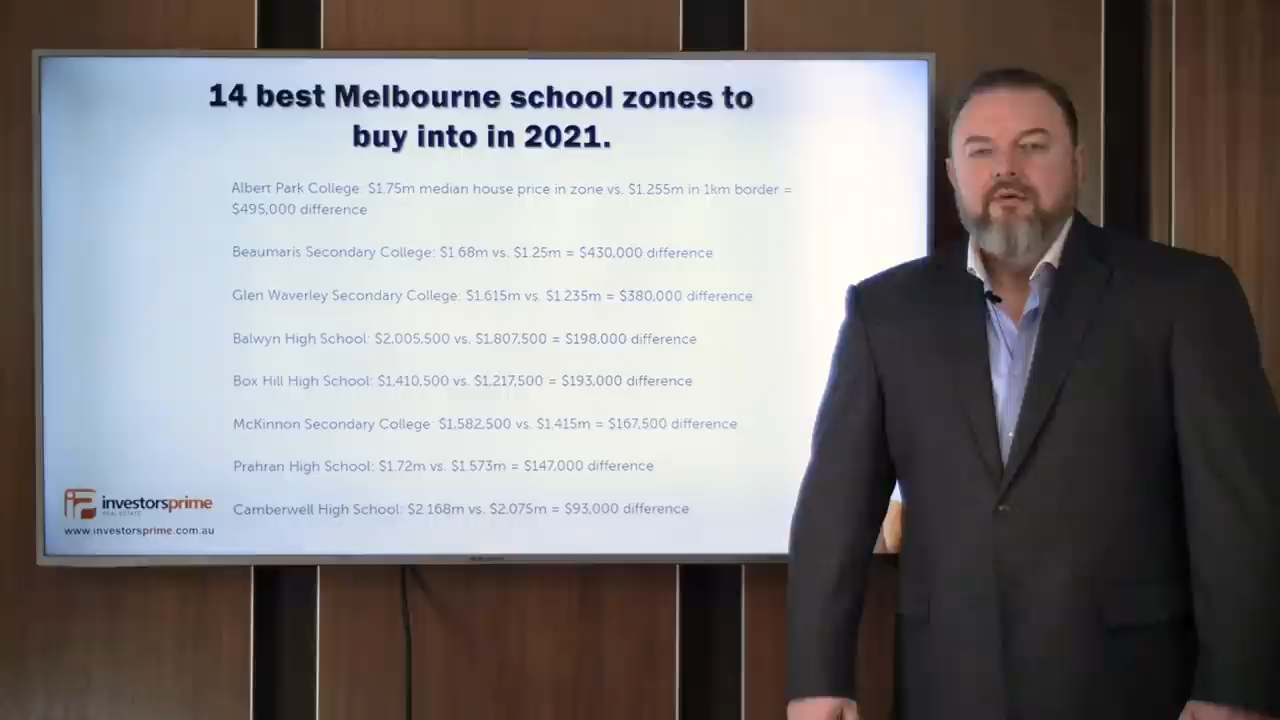 14 best Melbourne school zones to
buy into in 2021.
Albert Park College: $1.75m median house price in zone vs. $1.255m in 1km border =
$495,000 difference
Beaumaris Secondary College: $1.68m vs. $1.25m = $430,000 difference
Glen Waverley Secondary College: $1.615m vs. $1.235m = $380,000 difference
Balwyn High School: $2,005,500 vs. $1,807,500 = $198,000 difference
Box Hill High School: $1,410,500 vs. $1,217,500 = $193,000 difference
McKinnon Secondary College: $1,582,500 vs. $1.415m = $167,500 difference
Prahran High School: $1.72m vs. $1.573m = $147,000 difference
Camberwell High School: $2.168m vs. $2.075m = $93,000 difference
investorsprime
REAL ESTATE
www.investorsprime.com.au